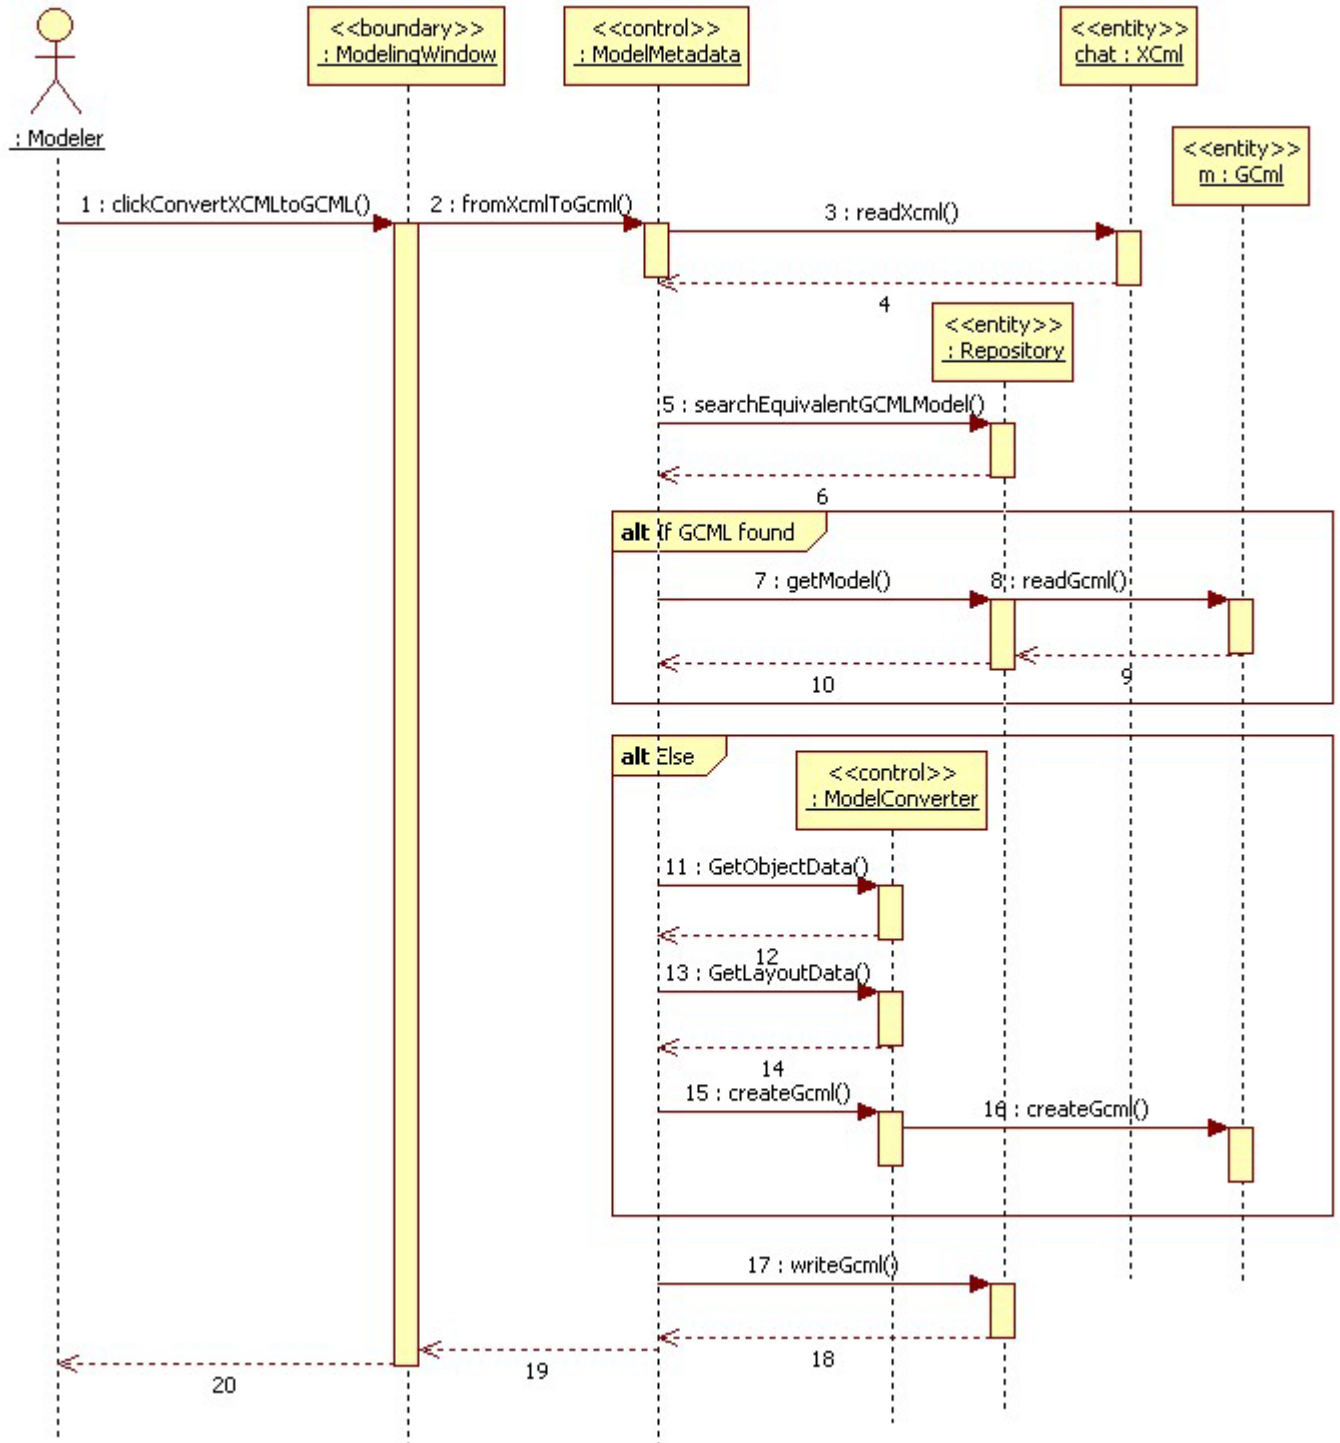 <<boundary>>
: ModelingWindow
<<control>>
: ModelMetadata
<<entity>>
chat : XCml
: Modeler
<<entity>>
m : GCml
1 : clickConvertXCMLtoGCML()
2 : fromXcmlToGcml()
3 : readXcml()
4
<<entity>>
: Repository
5 : searchEquivalentGCMLModel()
6
alt If GCML found
7 : getModel()
8 : readGcml()
9
10
alt Else
<<control>>
: ModelConverter
11 : GetObjectData()
12
13 : GetLayoutData()
14
15 : createGcml()
16 : createGcml()
17 : writeGcml()
18
19
20